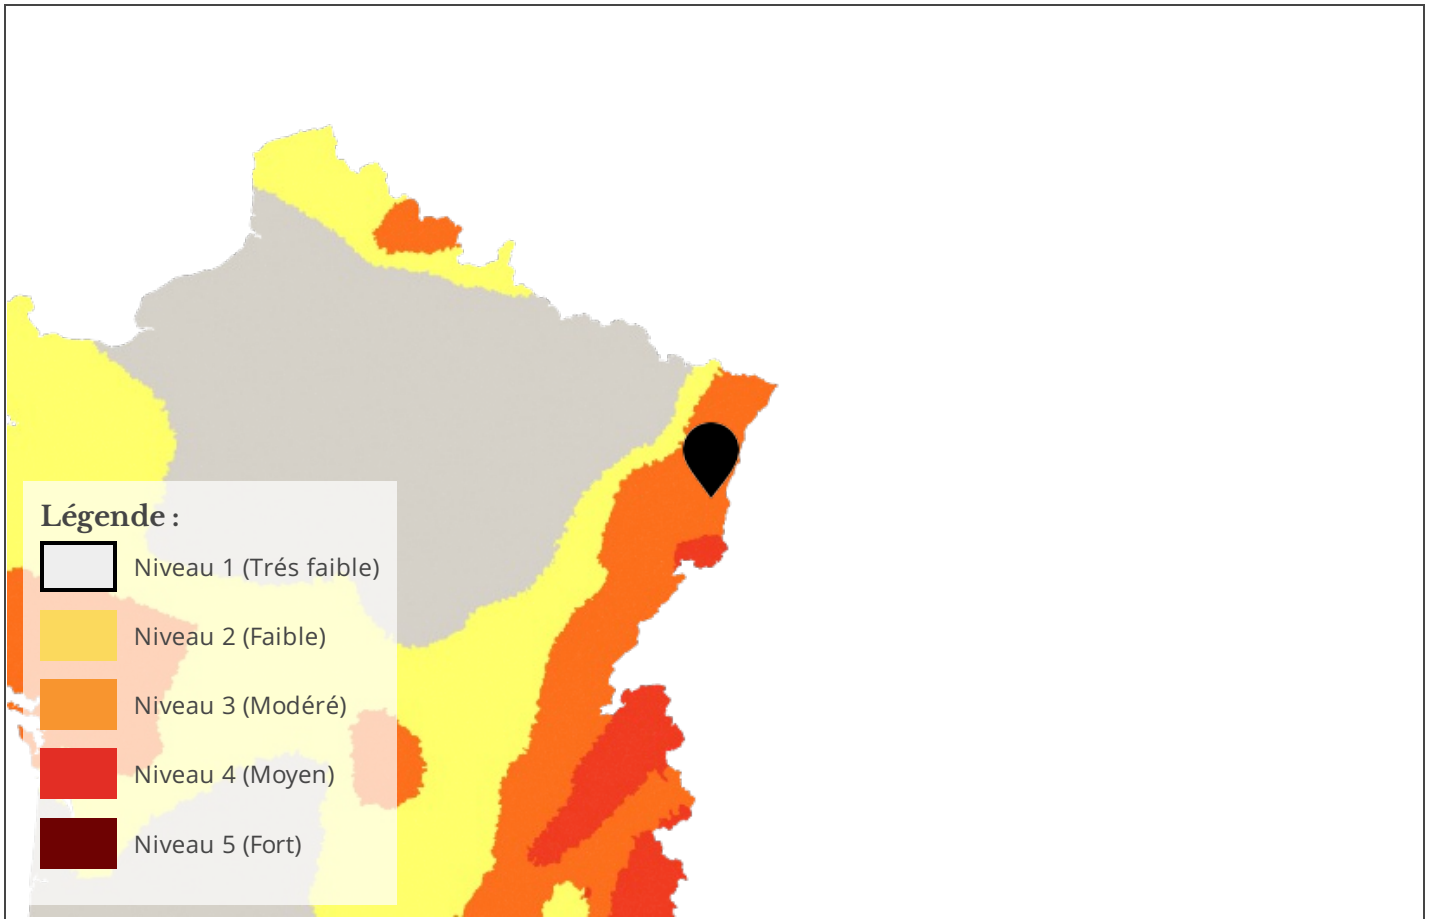 Légende :
Niveau 1 (Trés faible)
Niveau 2 (Faible)
Niveau 3 (Modéré)
Niveau 4 (Moyen)
Niveau 5 (Fort)